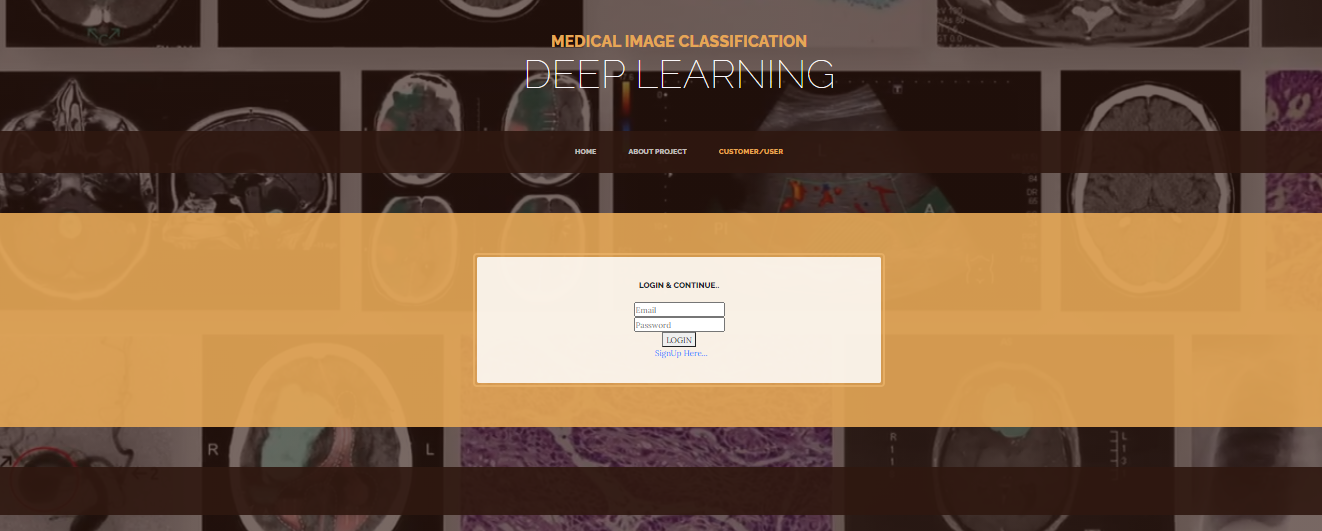 MEDICAL IMAGE CLASSIFICATION
DEEP LEARNING
HOME ABOUT PROJECT CUSTOMER/USER
A
LOGIN & CONTINUE..
Email
Password
LOGIN
SignUp Here...
R
L
R
L